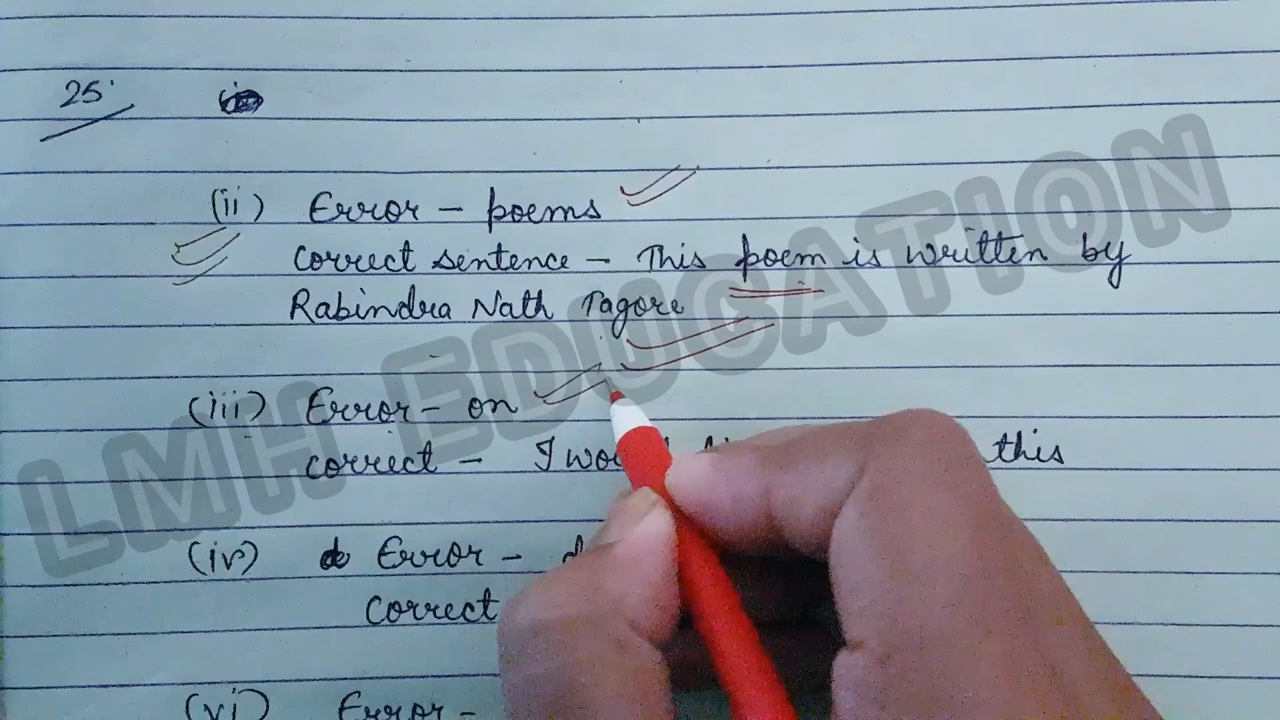 25.
(ii) Error - poems
correct sentence - This poem is written by
Rabindra Nath Tagore
(iii) Error - on
correct - I this
(iv) Error -
Correct
(vi) Error -
LMH EDUCATION